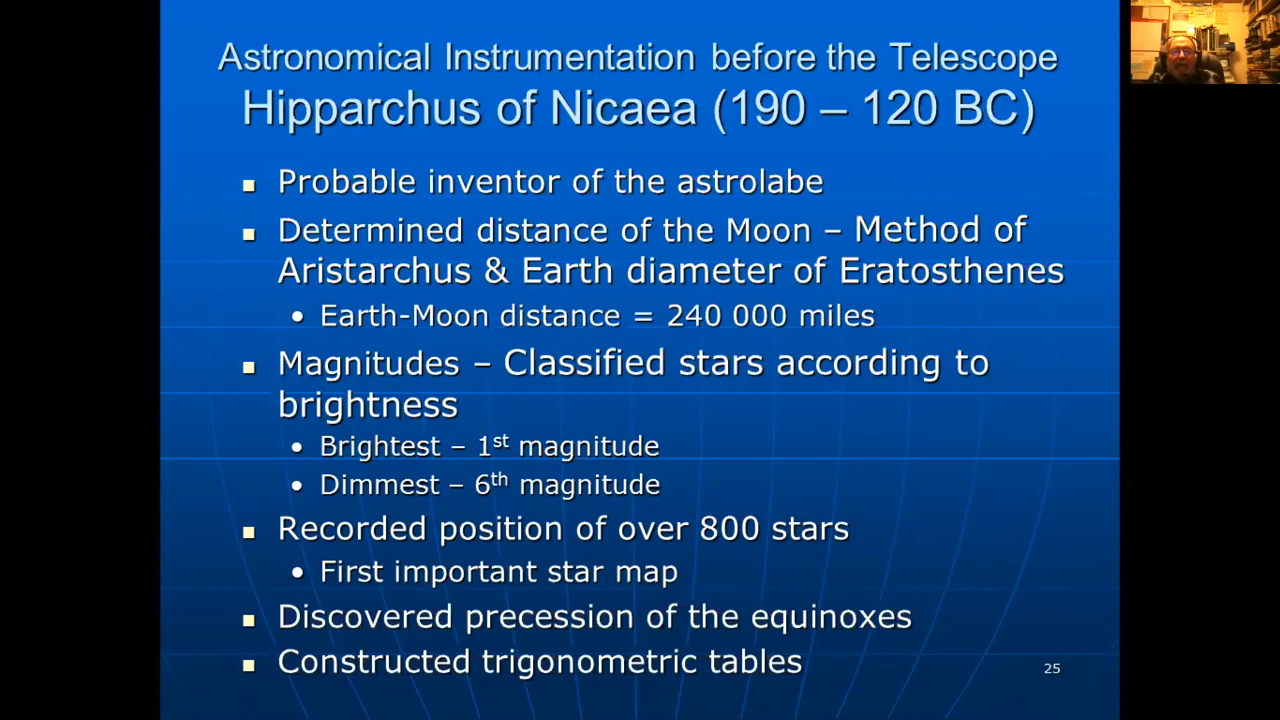 Astronomical Instrumentation before the Telescope
Hipparchus of Nicaea (190 – 120 BC)
Probable inventor of the astrolabe
Determined distance of the Moon – Method of
Aristarchus & Earth diameter of Eratosthenes
Earth-Moon distance = 240 000 miles
Magnitudes – Classified stars according to
brightness
Brightest – 1st magnitude
Dimmest – 6th magnitude
Recorded position of over 800 stars
First important star map
Discovered precession of the equinoxes
Constructed trigonometric tables
25